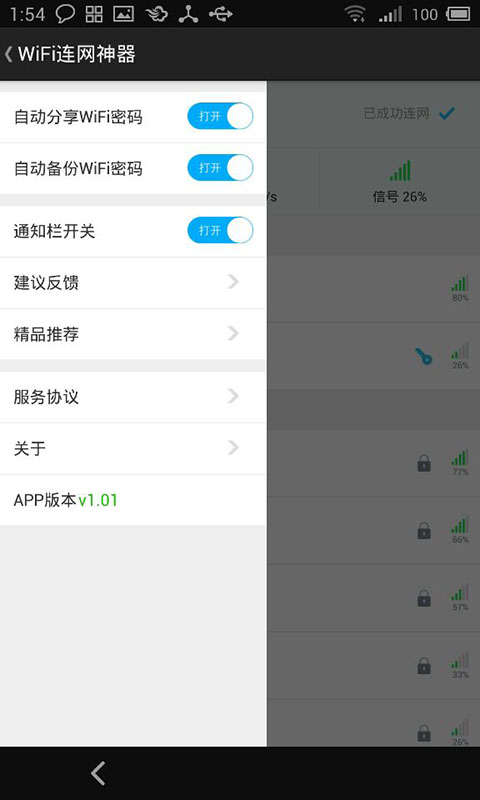 1:54
100
WiFi连网神器
自动分享WiFi密码
打开
已成功连网
自动备份WiFi密码
打开
/s
信号 26%
通知栏开关
打开
建议反馈
80%
精品推荐
26%
服务协议
关于
77%
APP版本v1.01
66%
57%
33%
26%